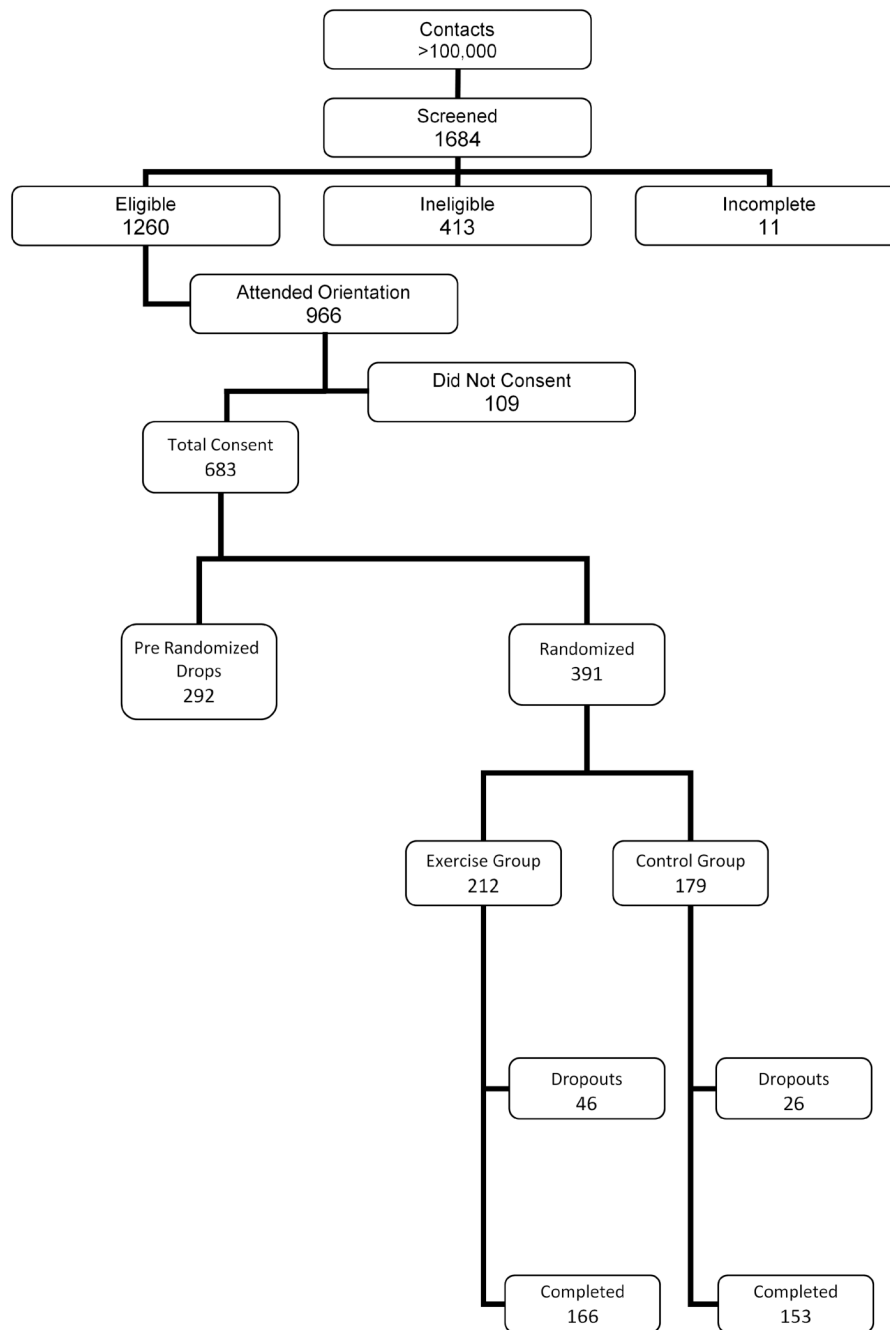 Contacts
>100,000
Screened
1684
Eligible
1260
Ineligible
413
Incomplete
11
Attended Orientation
966
Did Not Consent
109
Total Consent
683
Pre Randomized
Drops
292
Randomized
391
Exercise Group
212
Control Group
179
Dropouts
46
Dropouts
26
Completed
166
Completed
153